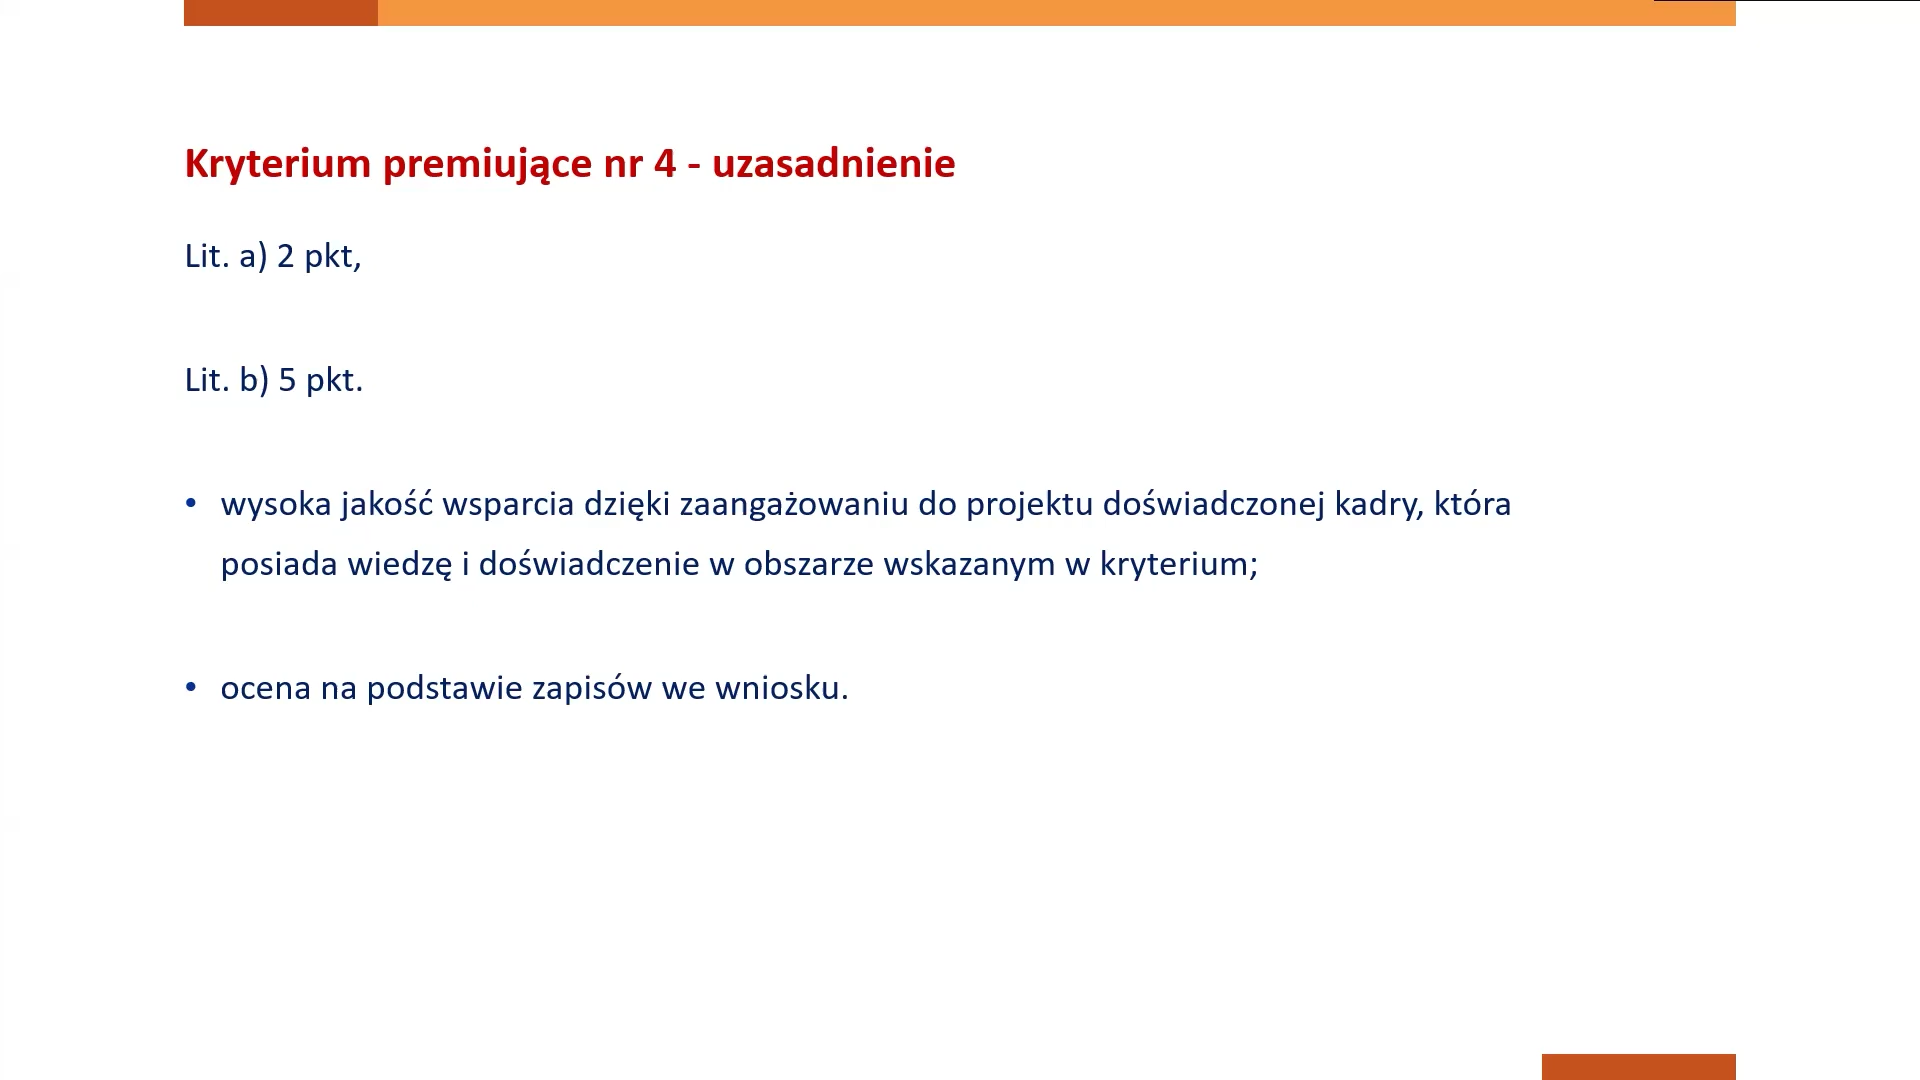 Kryterium premiujące nr 4 - uzasadnienie
Lit. a) 2 pkt,
Lit. b) 5 pkt.
• wysoka jakość wsparcia dzięki zaangażowaniu do projektu doświadczonej kadry, która
posiada wiedzę i doświadczenie w obszarze wskazanym w kryterium;
• ocena na podstawie zapisów we wniosku.